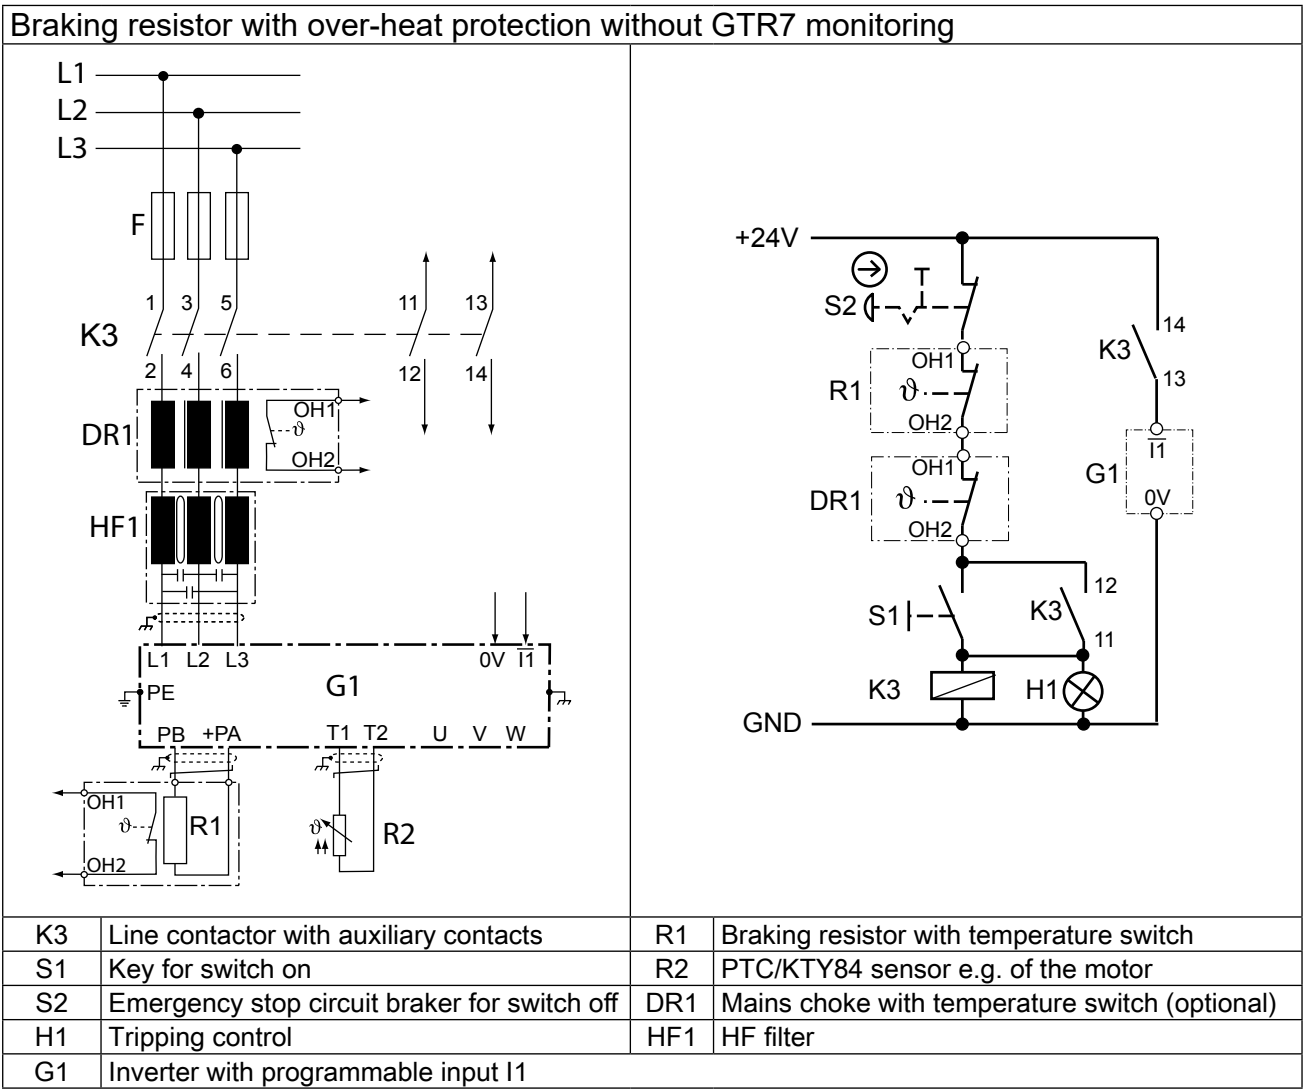 Braking resistor with over-heat protection without GTR7 monitoring
L1
L2
L3
F
1 3 5 11 13
K3
2 4 6 12 14
DR1
OH1
ϑ
OH2
HF1
L1 L2 L3 0V I1
PE
G1
PB +PA T1 T2 U V W
OH1
ϑ
R1
OH2
ϑ
R2
+24V
S2
K3
14
13
OH1
R1
ϑ
OH2
I1
G1
0V
OH1
DR1
ϑ
OH2
S1
K3
12
11
K3
H1
GND
K3 Line contactor with auxiliary contacts R1 Braking resistor with temperature switch
S1 Key for switch on R2 PTC/KTY84 sensor e.g. of the motor
S2 Emergency stop circuit braker for switch off DR1 Mains choke with temperature switch (optional)
H1 Tripping control HF1 HF filter
G1 Inverter with programmable input I1